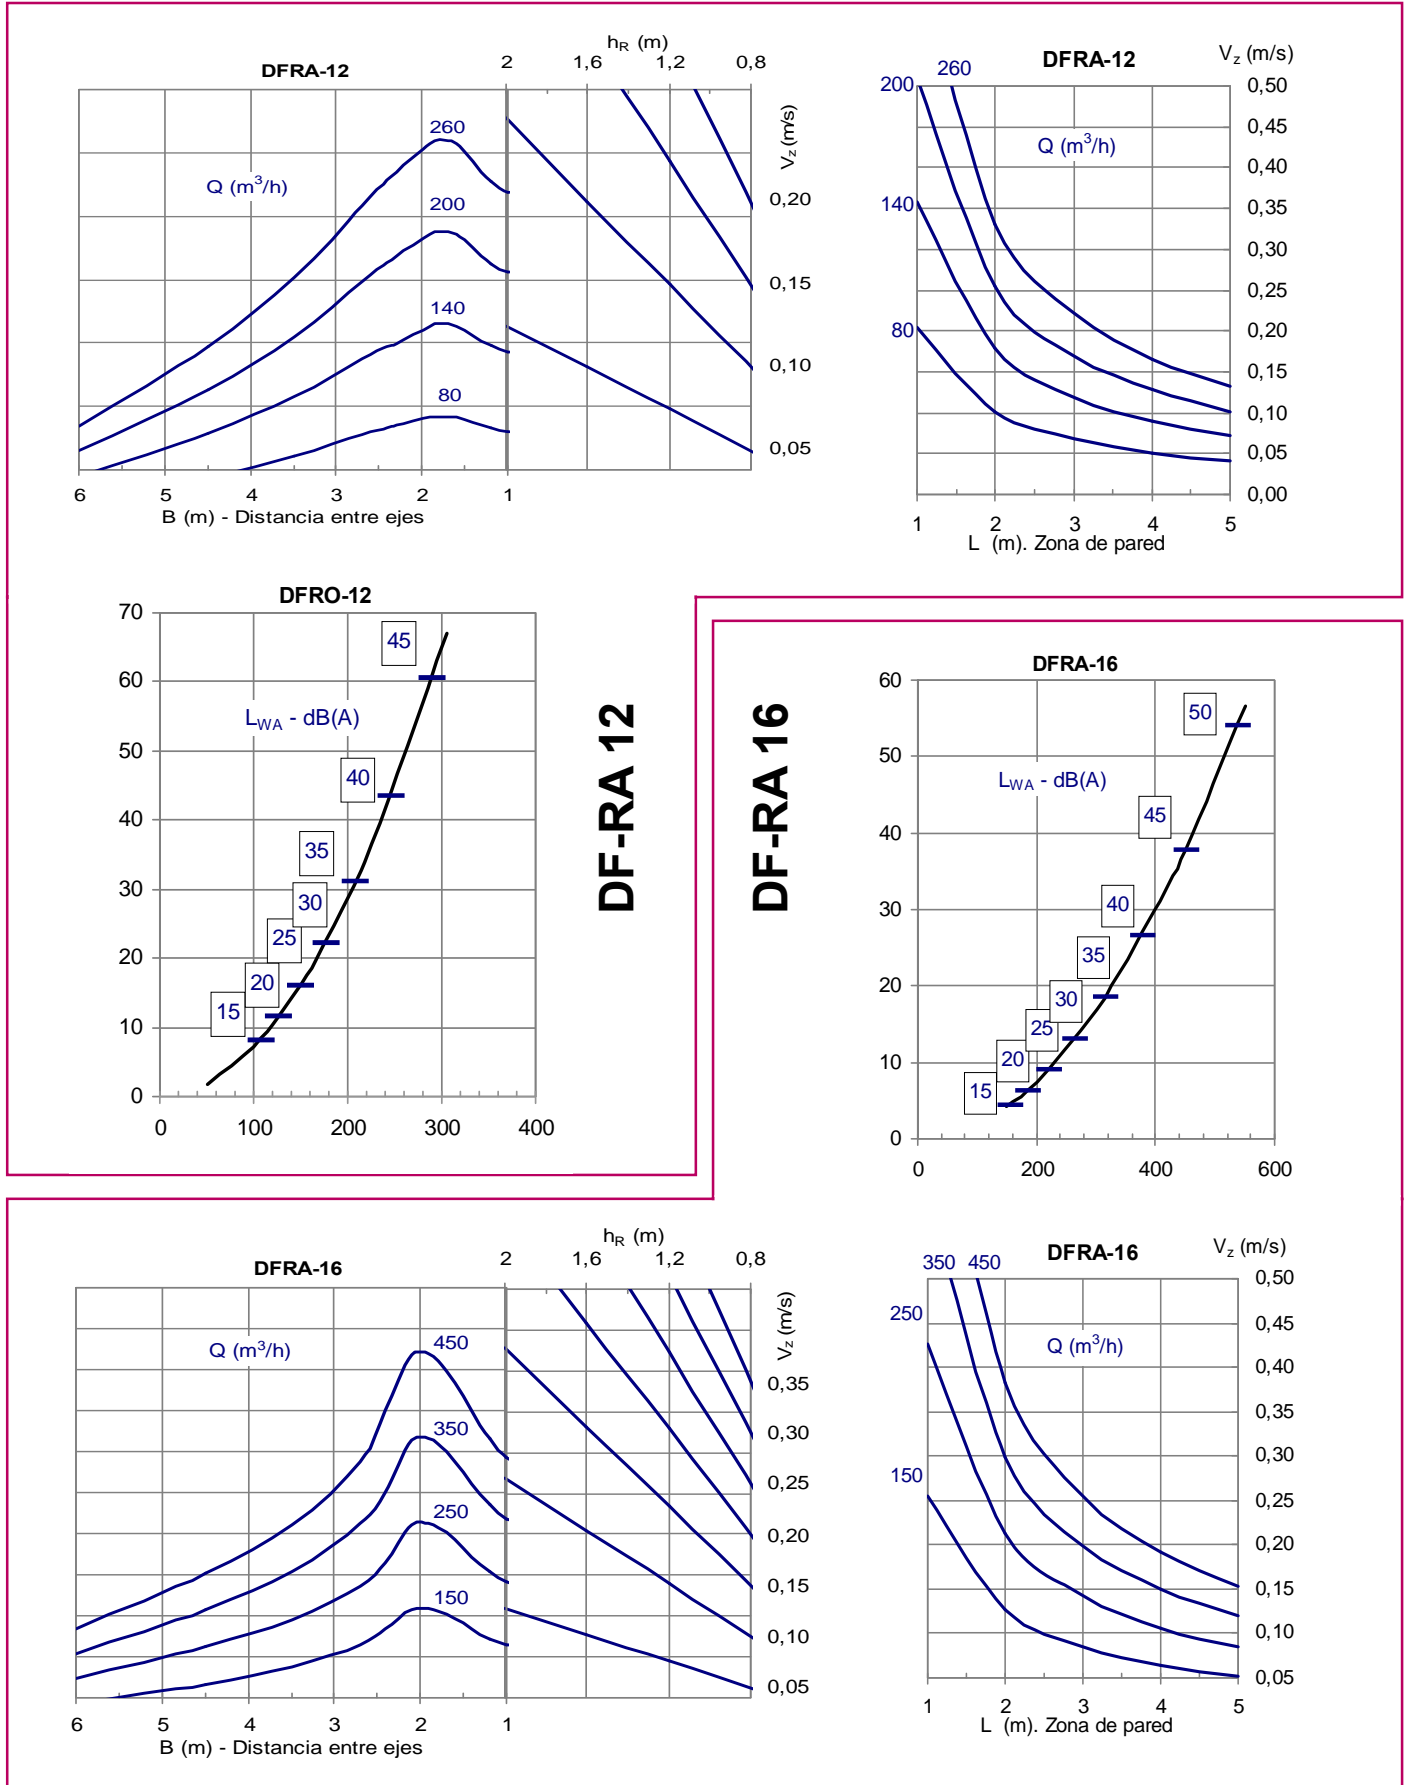 DFRA-12
h_R (m)
2 1,6 1,2 0,8
V_z (m/s)
Q (m³/h)
260
200
140
80
0,20
0,15
0,10
0,05
6 5 4 3 2 1
B (m) - Distancia entre ejes
DFRA-12
V_z (m/s)
200 260
140
80
Q (m³/h)
0,50
0,45
0,40
0,35
0,30
0,25
0,20
0,15
0,10
0,05
0,00
1 2 3 4 5
L (m). Zona de pared
DFRO-12
70
60
50
40
30
20
10
0
L_WA - dB(A)
45
40
35
30
25
20
15
0 100 200 300 400
DF-RA 12
DF-RA 16
DFRA-16
60
50
40
30
20
10
0
L_WA - dB(A)
50
45
40
35
30
25
20
15
0 200 400 600
DFRA-16
h_R (m)
2 1,6 1,2 0,8
V_z (m/s)
Q (m³/h)
450
350
250
150
0,35
0,30
0,25
0,20
0,15
0,10
0,05
6 5 4 3 2 1
B (m) - Distancia entre ejes
DFRA-16
V_z (m/s)
350 450
250
150
Q (m³/h)
0,50
0,45
0,40
0,35
0,30
0,25
0,20
0,15
0,10
0,05
1 2 3 4 5
L (m). Zona de pared